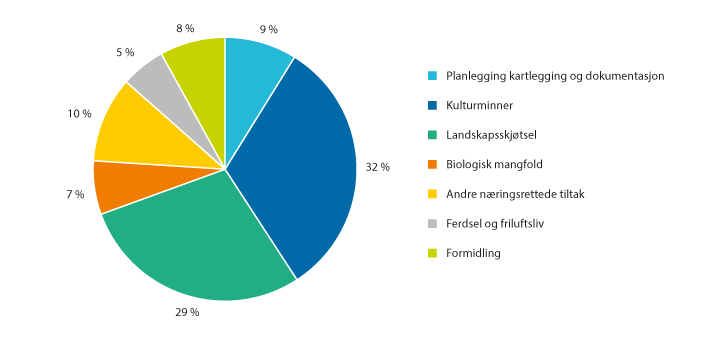 8 %
9 %
5 %
10 %
32 %
7 %
29 %
Planlegging kartlegging og dokumentasjon
Kulturminner
Landskapsskjøtsel
Biologisk mangfold
Andre næringsrettede tiltak
Ferdsel og friluftsliv
Formidling